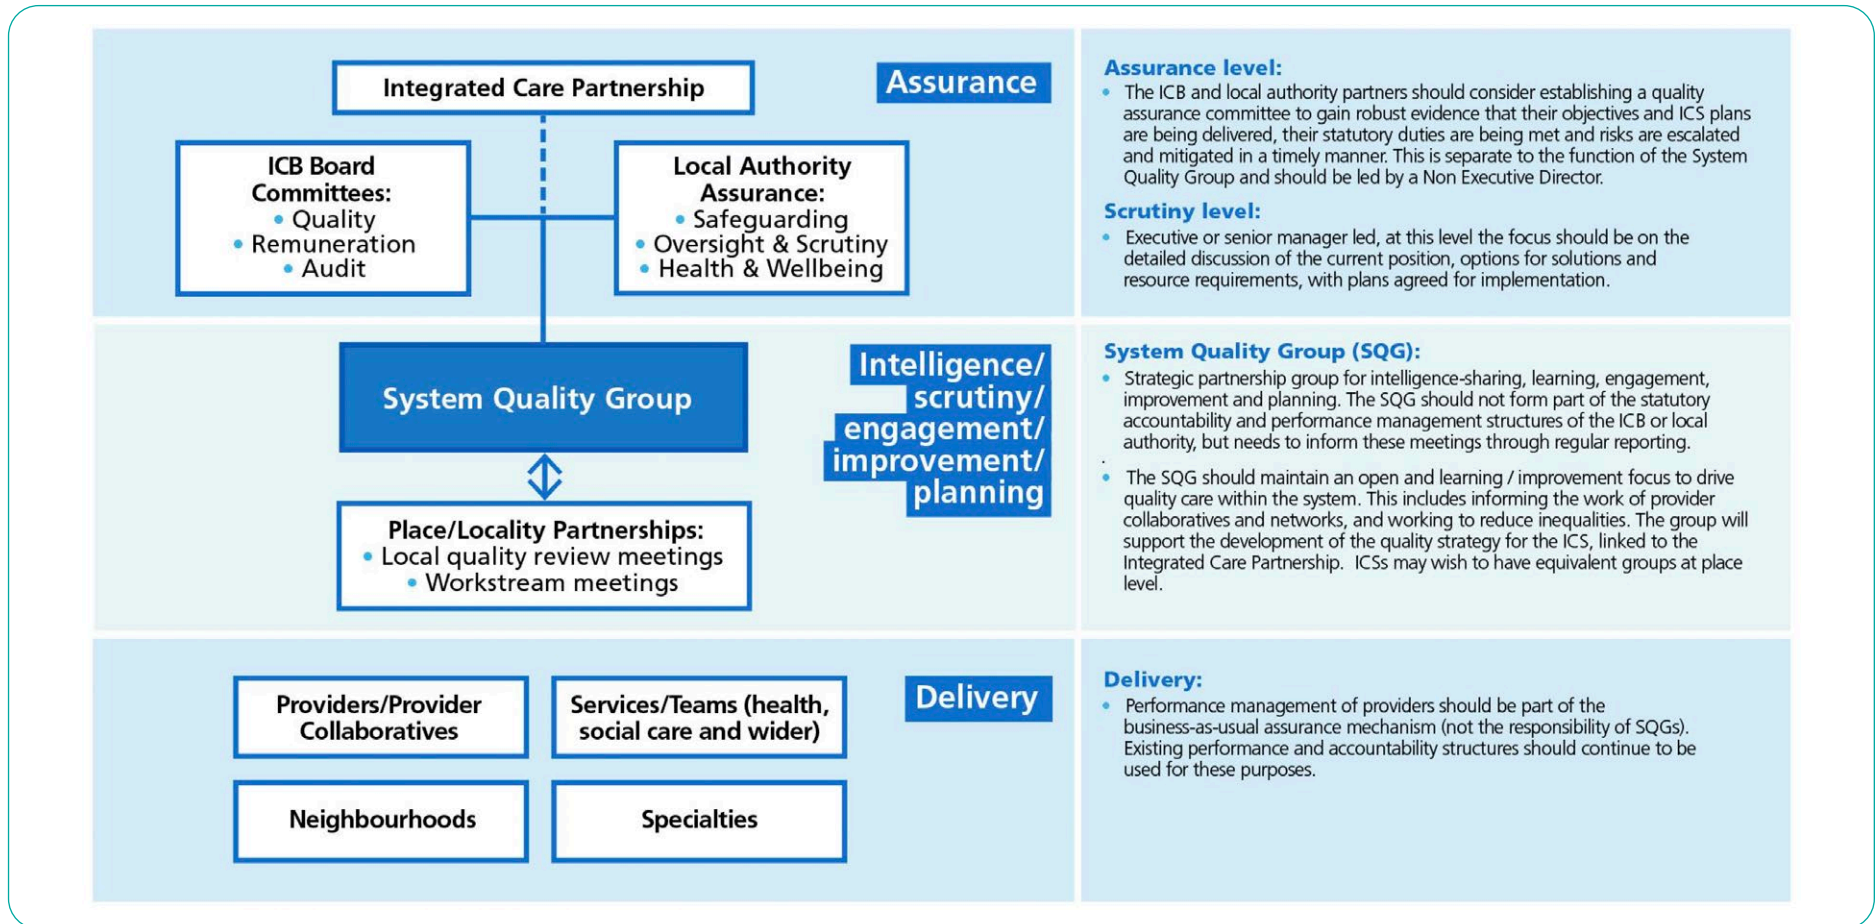 Integrated Care Partnership
Assurance
ICB Board
Committees:
• Quality
• Remuneration
• Audit
Local Authority
Assurance:
• Safeguarding
• Oversight & Scrutiny
• Health & Wellbeing
Assurance level:
• The ICB and local authority partners should consider establishing a quality
assurance committee to gain robust evidence that their objectives and ICS plans
are being delivered, their statutory duties are being met and risks are escalated
and mitigated in a timely manner. This is separate to the function of the System
Quality Group and should be led by a Non Executive Director.
Scrutiny level:
• Executive or senior manager led, at this level the focus should be on the
detailed discussion of the current position, options for solutions and
resource requirements, with plans agreed for implementation.
System Quality Group
Intelligence/
scrutiny/
engagement/
improvement/
planning
Place/Locality Partnerships:
• Local quality review meetings
• Workstream meetings
System Quality Group (SQG):
• Strategic partnership group for intelligence-sharing, learning, engagement,
improvement and planning. The SQG should not form part of the statutory
accountability and performance management structures of the ICB or local
authority, but needs to inform these meetings through regular reporting.
.
• The SQG should maintain an open and learning / improvement focus to drive
quality care within the system. This includes informing the work of provider
collaboratives and networks, and working to reduce inequalities. The group will
support the development of the quality strategy for the ICS, linked to the
Integrated Care Partnership. ICSs may wish to have equivalent groups at place
level.
Providers/Provider
Collaboratives
Services/Teams (health,
social care and wider)
Delivery
Neighbourhoods
Specialties
Delivery:
• Performance management of providers should be part of the
business-as-usual assurance mechanism (not the responsibility of SQGs).
Existing performance and accountability structures should continue to be
used for these purposes.